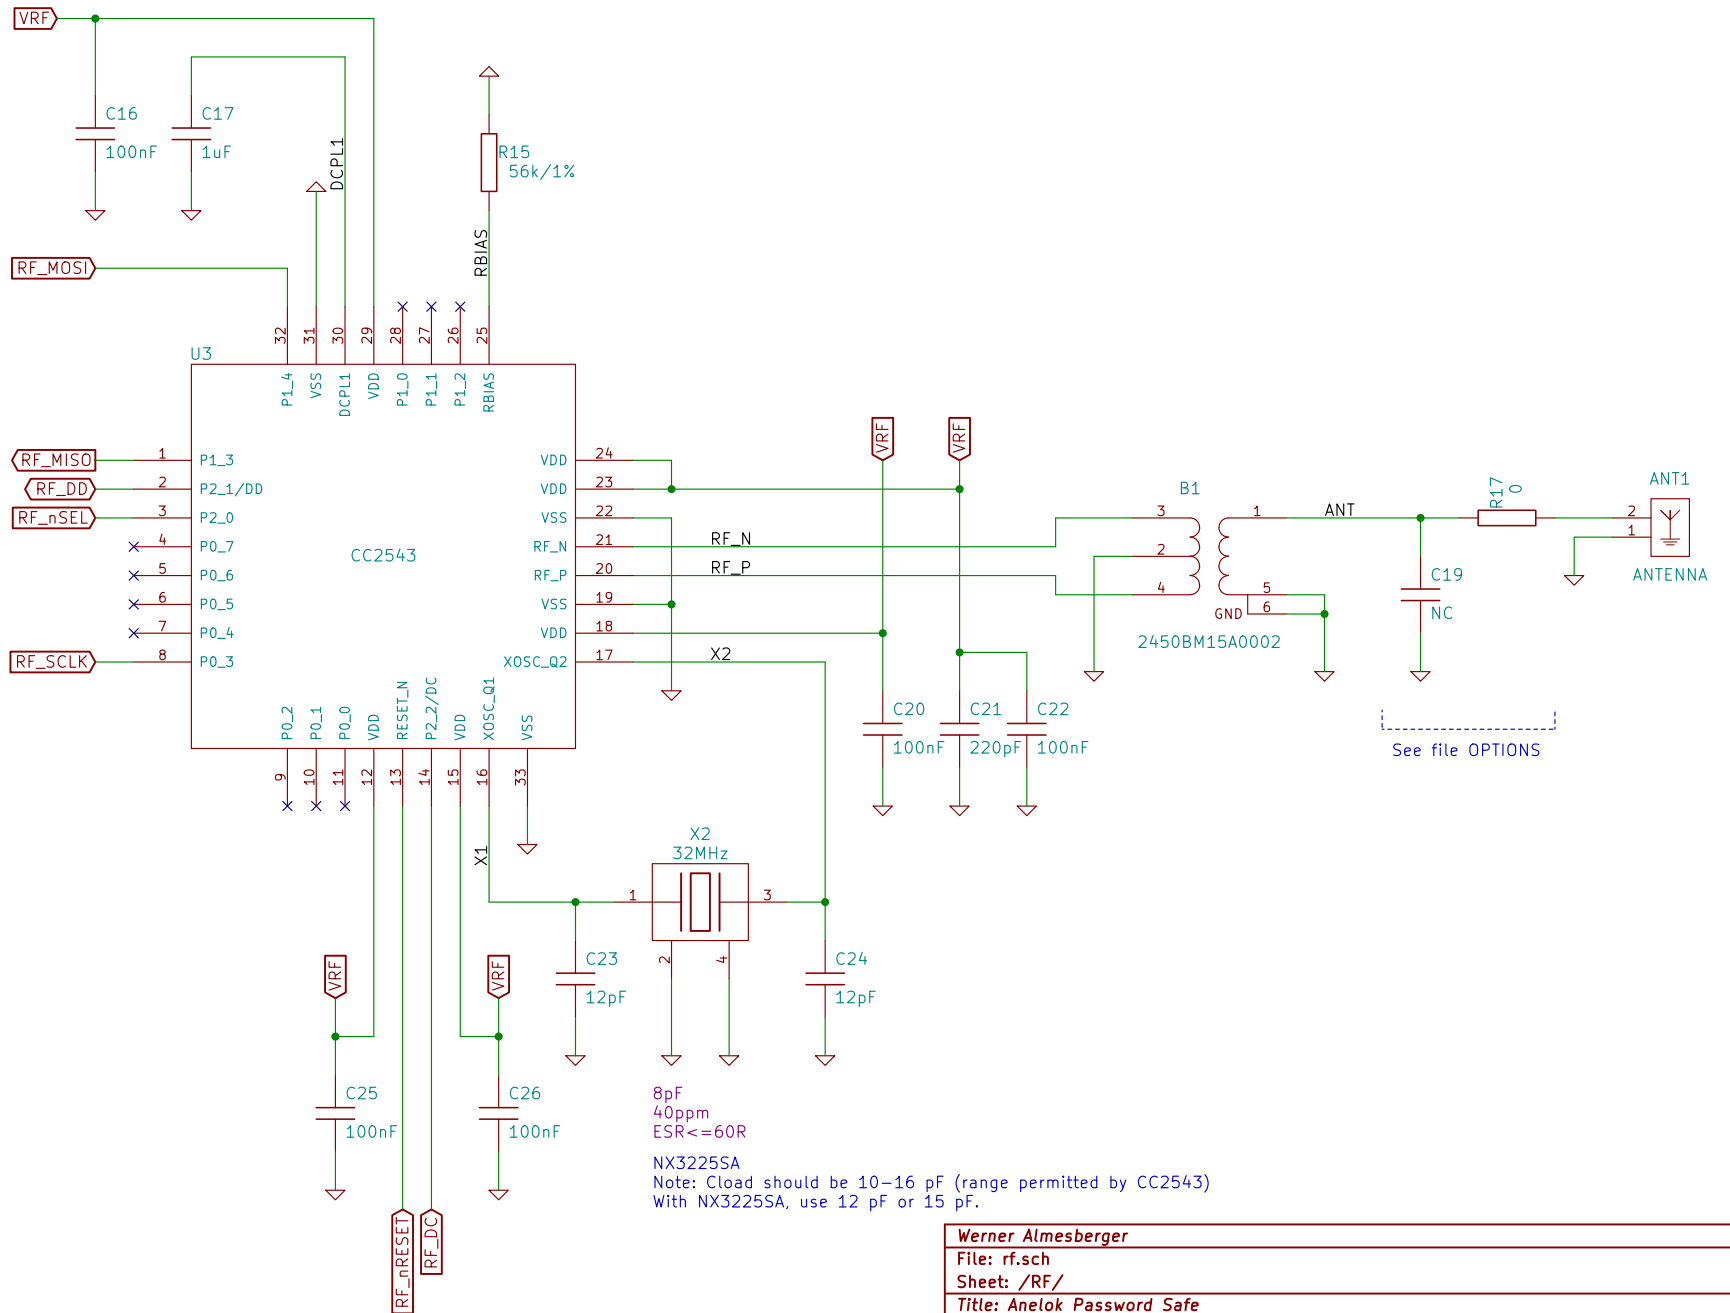 VRF
C16
100nF
C17
1uF
DCPL1
R15
56k/1%
RBIAS
RF_MOSI
32
31
30
29
28
27
26
25
U3
P1_4
VSS
DCPL1
VDD
P1_0
P1_1
P1_2
RBIAS
RF_MISO
1
P1_3
RF_DD
2
P2_1/DD
RF_nSEL
3
P2_0
4
P0_7
5
P0_6
6
P0_5
7
P0_4
RF_SCLK
8
P0_3
CC2543
VDD
24
VDD
23
VSS
22
RF_N
21
RF_N
RF_P
20
RF_P
VSS
19
VDD
18
XOSC_Q2
17
X2
P0_2
P0_1
P0_0
VDD
RESET_N
P2_2/DC
VDD
XOSC_Q1
VSS
9
10
11
12
13
14
15
16
33
VRF
VRF
B1
3
2
4
1
5
6
GND
2450BM15A0002
ANT
R17
0
ANT1
2
1
ANTENNA
C19
NC
C20
100nF
C21
220pF
C22
100nF
See file OPTIONS
X1
X2
32MHz
1
3
2
4
C23
12pF
C24
12pF
VRF
VRF
C25
100nF
C26
100nF
RF_nRESET
RF_DC
8pF
40ppm
ESR<=60R
NX3225SA
Note: Cload should be 10-16 pF (range permitted by CC2543)
With NX3225SA, use 12 pF or 15 pF.
Werner Almesberger
File: rf.sch
Sheet: /RF/
Title: Anelok Password Safe